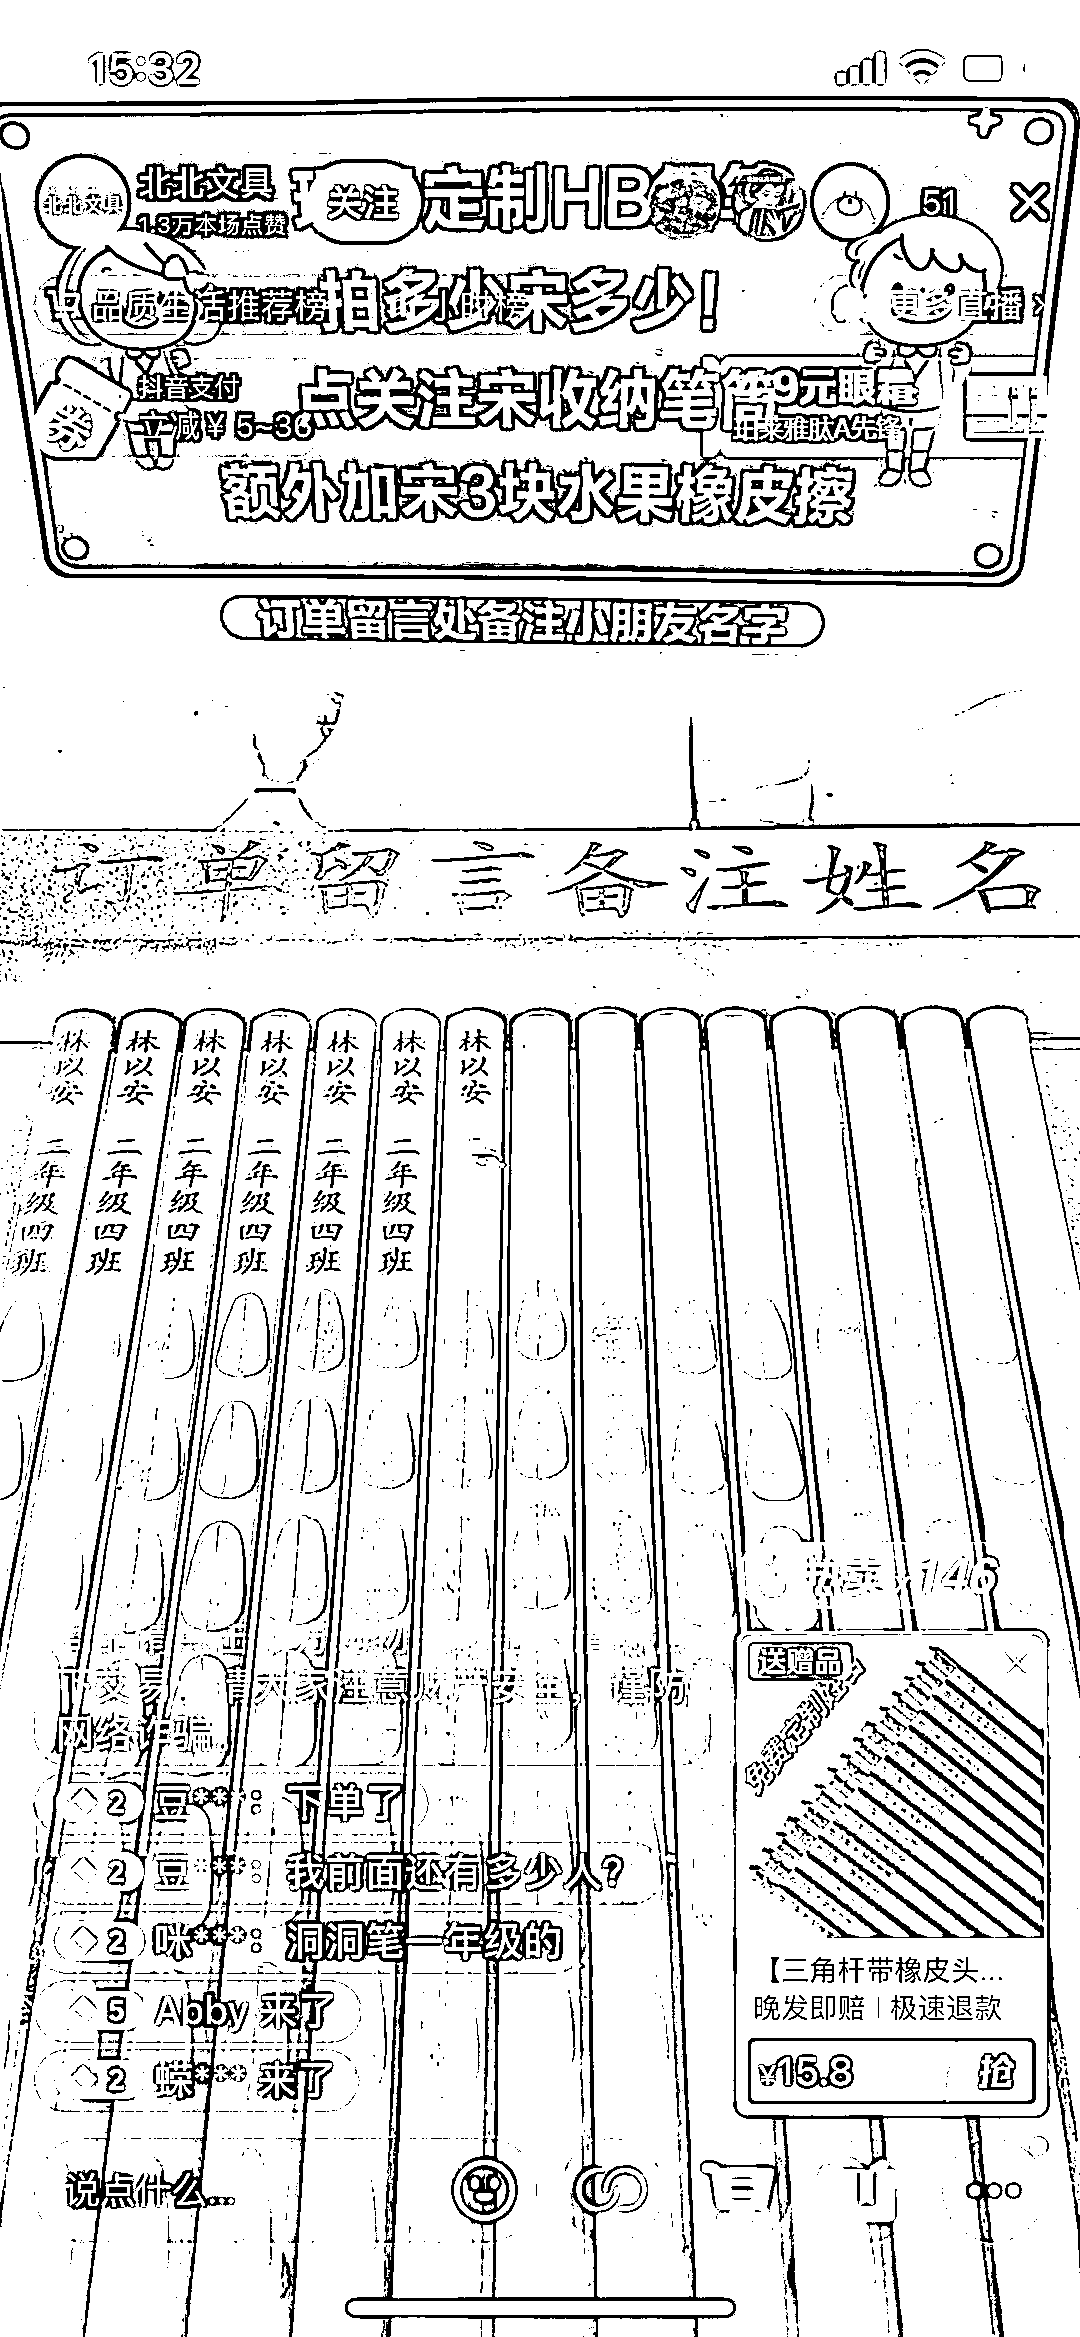 15:32
北北文具
北北文具
1.3万本场点赞
关注
定制HB
51
品质生活推荐榜
更多直播
拍多少宋多少!
抖音支付
立减¥5~36
券
点关注宋收纳笔筒
9元眼霜
珀莱雅肽A先锋
额外加宋3块水果橡皮擦
订单留言处备注小朋友名字
订单留言备注姓名
林以安 林以安 林以安 林以安 林以安 林以安 林以安
二年级四班 二年级四班 二年级四班 二年级四班 二年级四班 二年级四班 二
146
下交易 请大家注意财产安全，谨防
网络诈骗
2 豆***： 下单了
2 豆***： 我前面还有多少人？
2 咪***： 洞洞笔一年级的
5 Abby 来了
2 蝾*** 来了
送赠品
免费定制
【三角杆带橡皮头...
晚发即赔 | 极速退款
¥15.8 抢
说点什么...